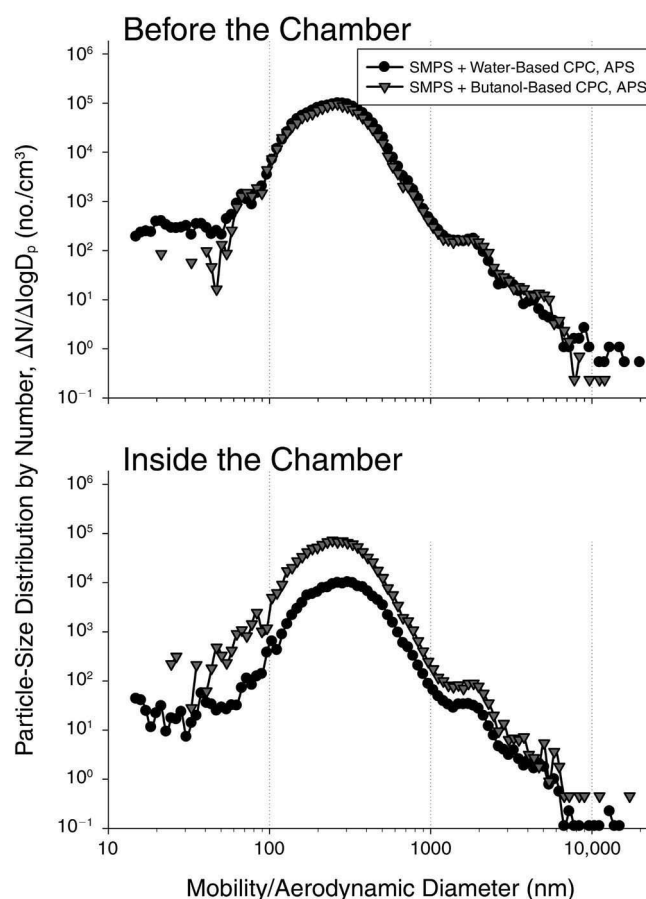 Before the Chamber
10⁶
10⁵
10⁴
10³
10²
10¹
10⁰
10⁻¹
SMPS + Water-Based CPC, APS
SMPS + Butanol-Based CPC, APS
Particle-Size Distribution by Number, ΔN/ΔlogDₚ (no./cm³)
Inside the Chamber
10⁶
10⁵
10⁴
10³
10²
10¹
10⁰
10⁻¹
10 100 1000 10,000
Mobility/Aerodynamic Diameter (nm)